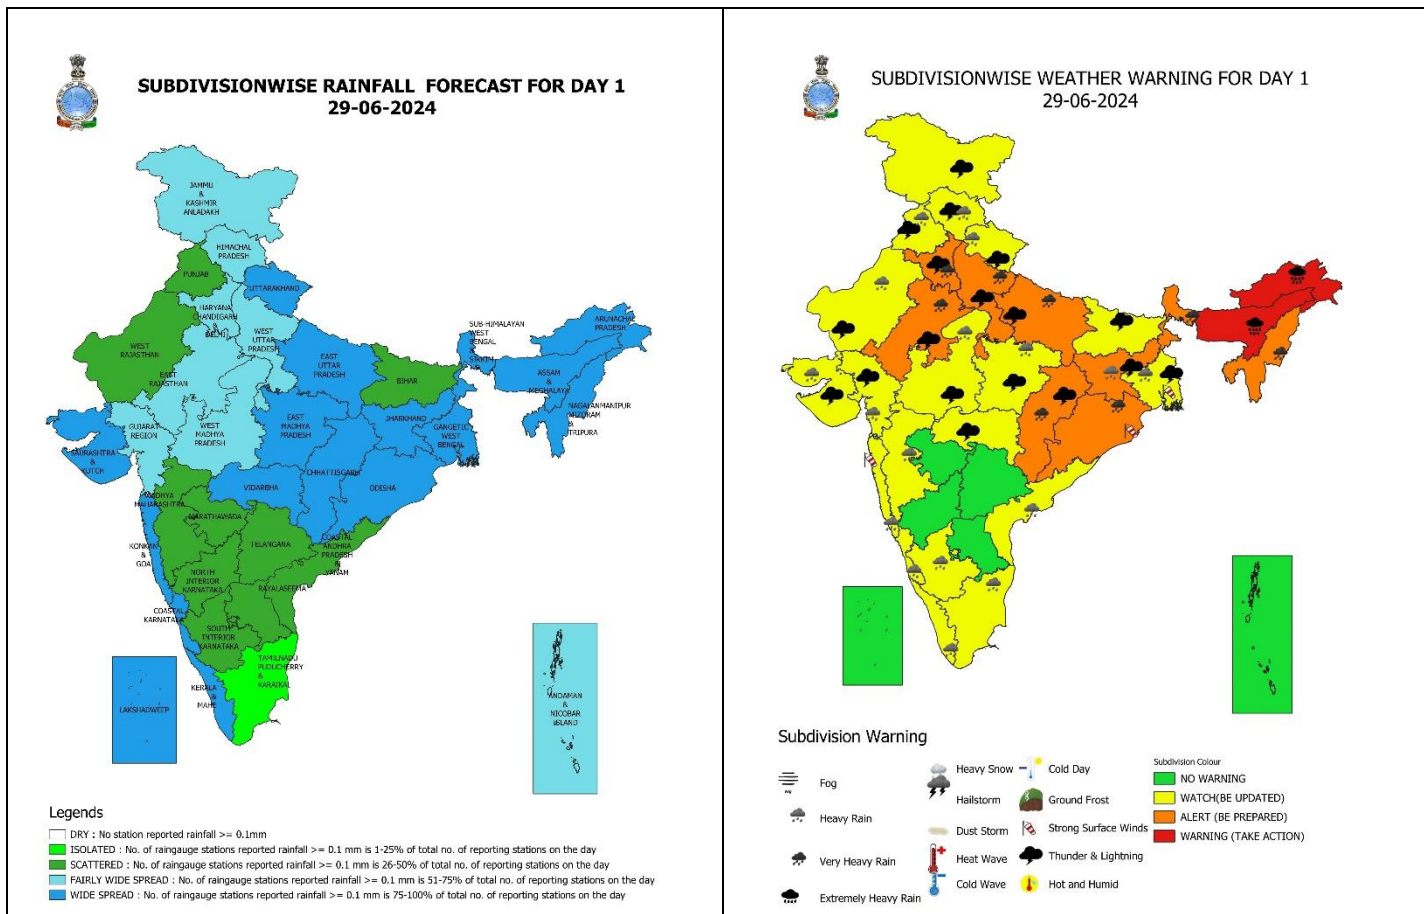 SUBDIVISIONWISE RAINFALL FORECAST FOR DAY 1
29-06-2024
JAMMU
&
KASHMIR
ANLADAKH
HIMACHAL
PRADESH
PUNJAB
UTTARAKHAND
HARYANA
CHANDIGARH
&
DELHI
WEST
UTTAR
PRADESH
WEST
RAJASTHAN
EAST
RAJASTHAN
EAST
UTTAR
PRADESH
BIHAR
SUB-HIMALAYAN
WEST
BENGAL
&
SIKKIM
ARUNACHAL
PRADESH
ASSAM
&
MEGHALAYA
NAGALANMANIPUR
MIZORAM
&
TRIPURA
GUJARAT
REGION
WEST
MADHYA
PRADESH
EAST
MADHYA
PRADESH
JHARKHAND
GANGETIC
WEST
BENGAL
SAURASHTRA
&
KUTCH
CHHATTISGARH
VIDARBHA
ODISHA
MADHYA
MAHARASHTRA
MARATHAWADA
TELANGANA
COASTAL
ANDHRA
PRADESH
&
YANAM
KONKAN
&
GOA
NORTH
INTERIOR
KARNATAKA
RAYALASEEMA
COASTAL
KARNATAKA
SOUTH
INTERIOR
KARNATAKA
TAMILNADU
PUDUCHERRY
&
KARAIKAL
KERALA
&
MAHE
LAKSHADWEEP
ANDAMAN
&
NICOBAR
ISLAND
Legends
DRY : No station reported rainfall >= 0.1mm
ISOLATED : No. of raingauge stations reported rainfall >= 0.1 mm is 1-25% of total no. of reporting stations on the day
SCATTERED : No. of raingauge stations reported rainfall >= 0.1 mm is 26-50% of total no. of reporting stations on the day
FAIRLY WIDE SPREAD : No. of raingauge stations reported rainfall >= 0.1 mm is 51-75% of total no. of reporting stations on the day
WIDE SPREAD : No. of raingauge stations reported rainfall >= 0.1 mm is 75-100% of total no. of reporting stations on the day
SUBDIVISIONWISE WEATHER WARNING FOR DAY 1
29-06-2024
Subdivision Warning
Fog
Heavy Rain
Very Heavy Rain
Extremely Heavy Rain
Heavy Snow
Hailstorm
Dust Storm
Heat Wave
Cold Wave
Cold Day
Ground Frost
Strong Surface Winds
Thunder & Lightning
Hot and Humid
Subdivision Colour
NO WARNING
WATCH(BE UPDATED)
ALERT (BE PREPARED)
WARNING (TAKE ACTION)